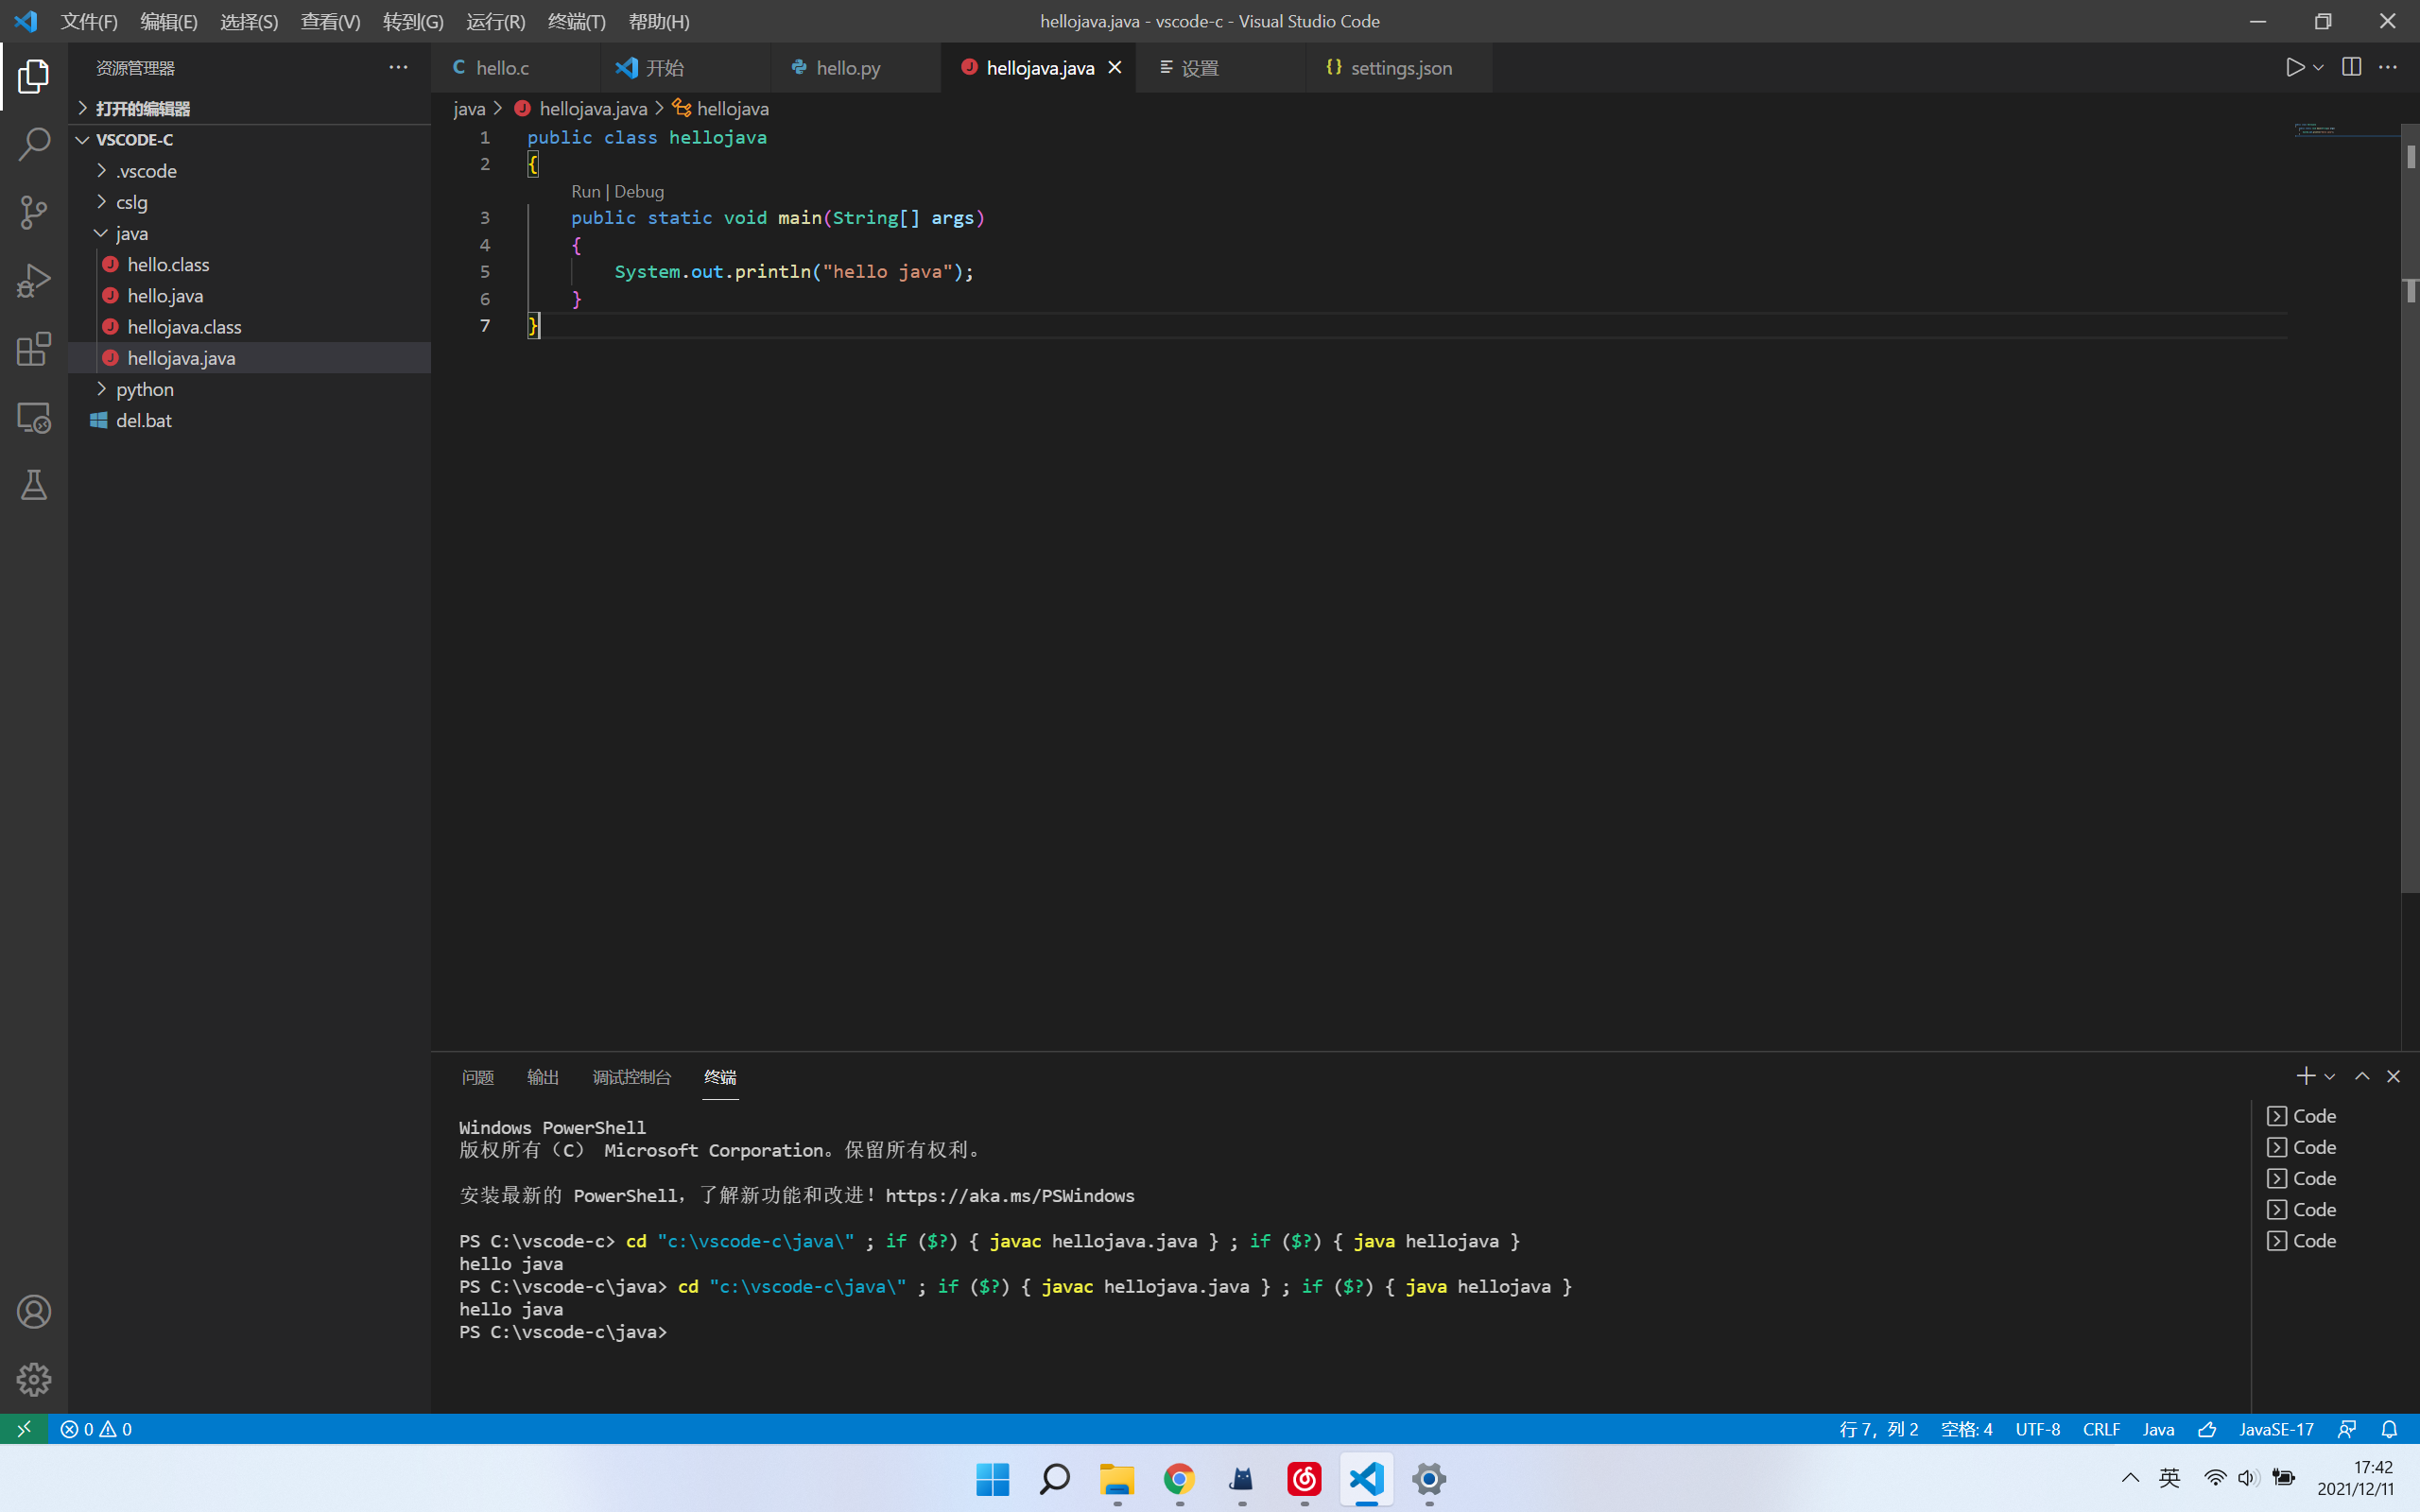 文件(F) 编辑(E) 选择(S) 查看(V) 转到(G) 运行(R) 终端(T) 帮助(H) hellojava.java - vscode-c - Visual Studio Code
资源管理器
打开的编辑器
VSCODE-C
.vscode
cslg
java
hello.class
hello.java
hellojava.class
hellojava.java
python
del.bat
hello.c 开始 hello.py hellojava.java 设置 settings.json
java > hellojava.java > hellojava
1 public class hellojava
2 {
Run | Debug
3 public static void main(String[] args)
4 {
5 System.out.println("hello java");
6 }
7 }
问题 输出 调试控制台 终端
Windows PowerShell
版权所有（C） Microsoft Corporation。保留所有权利。
安装最新的 PowerShell，了解新功能和改进！https://aka.ms/PSWindows
PS C:\vscode-c> cd "c:\vscode-c\java\" ; if ($?) { javac hellojava.java } ; if ($?) { java hellojava }
hello java
PS C:\vscode-c\java> cd "c:\vscode-c\java\" ; if ($?) { javac hellojava.java } ; if ($?) { java hellojava }
hello java
PS C:\vscode-c\java>
Code
Code
Code
Code
Code
0 0 行 7，列 2 空格: 4 UTF-8 CRLF Java JavaSE-17
英 17:42
2021/12/11